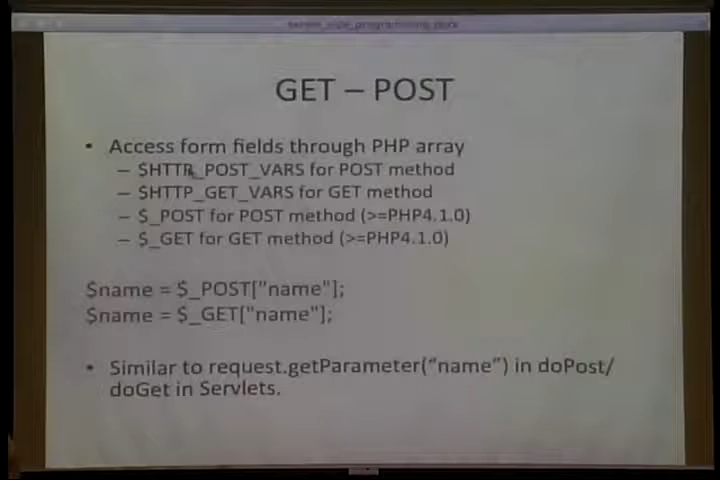 GET – POST
• Access form fields through PHP array
– $HTTP_POST_VARS for POST method
– $HTTP_GET_VARS for GET method
– $_POST for POST method (>=PHP4.1.0)
– $_GET for GET method (>=PHP4.1.0)
$name = $_POST["name"];
$name = $_GET["name"];
• Similar to request.getParameter(“name”) in doPost/
doGet in Servlets.